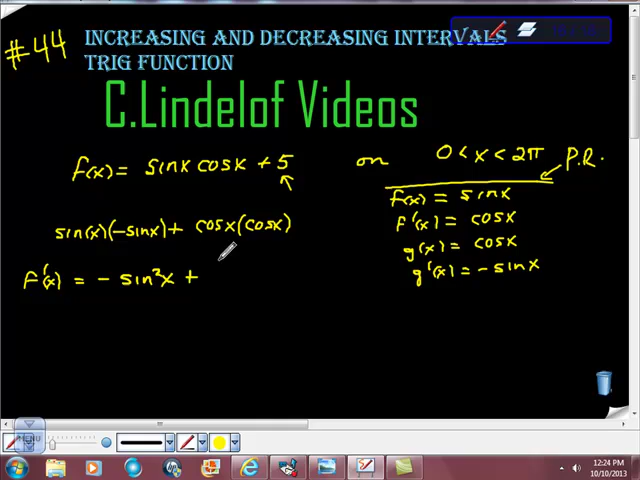 #44
INCREASING AND DECREASING INTERVALS
TRIG FUNCTION
C.Lindelof Videos
f(x) = sinx cosx + 5 on 0 < x < 2π
P.R.
f(x) = sinx
f'(x) = cosx
g(x) = cosx
g'(x) = - sinx
sin(x)(-sinx) + cosx(cosx)
f'(x) = - sin²x +
MENU
12:24 PM
10/10/2013